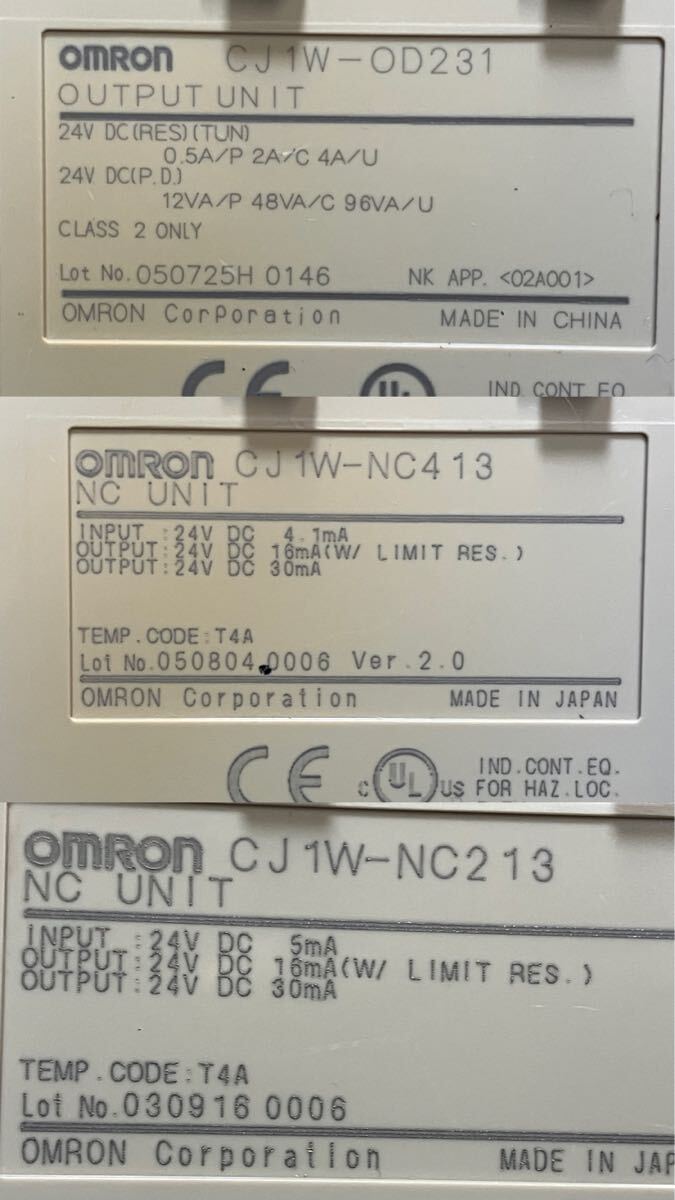 OMRON CJ1W-OD231
OUTPUT UNIT
24V DC(RES)(TUN)
0.5A/P 2A/C 4A/U
24V DC(P.D.)
12VA/P 48VA/C 96VA/U
CLASS 2 ONLY
Lot No.050725H 0146 NK APP. <02A001>
OMRON Corporation MADE IN CHINA
CE UL IND.CONT.EQ
OMRON CJ1W-NC413
NC UNIT
INPUT :24V DC 4.1mA
OUTPUT:24V DC 16mA(W/ LIMIT RES.)
OUTPUT:24V DC 30mA
TEMP.CODE:T4A
Lot No.050804 0006 Ver.2.0
OMRON Corporation MADE IN JAPAN
CE c UL us IND.CONT.EQ.
FOR HAZ.LOC.
OMRON CJ1W-NC213
NC UNIT
INPUT :24V DC 5mA
OUTPUT:24V DC 16mA(W/ LIMIT RES.)
OUTPUT:24V DC 30mA
TEMP.CODE:T4A
Lot No.030916 0006
OMRON Corporation MADE IN JAP